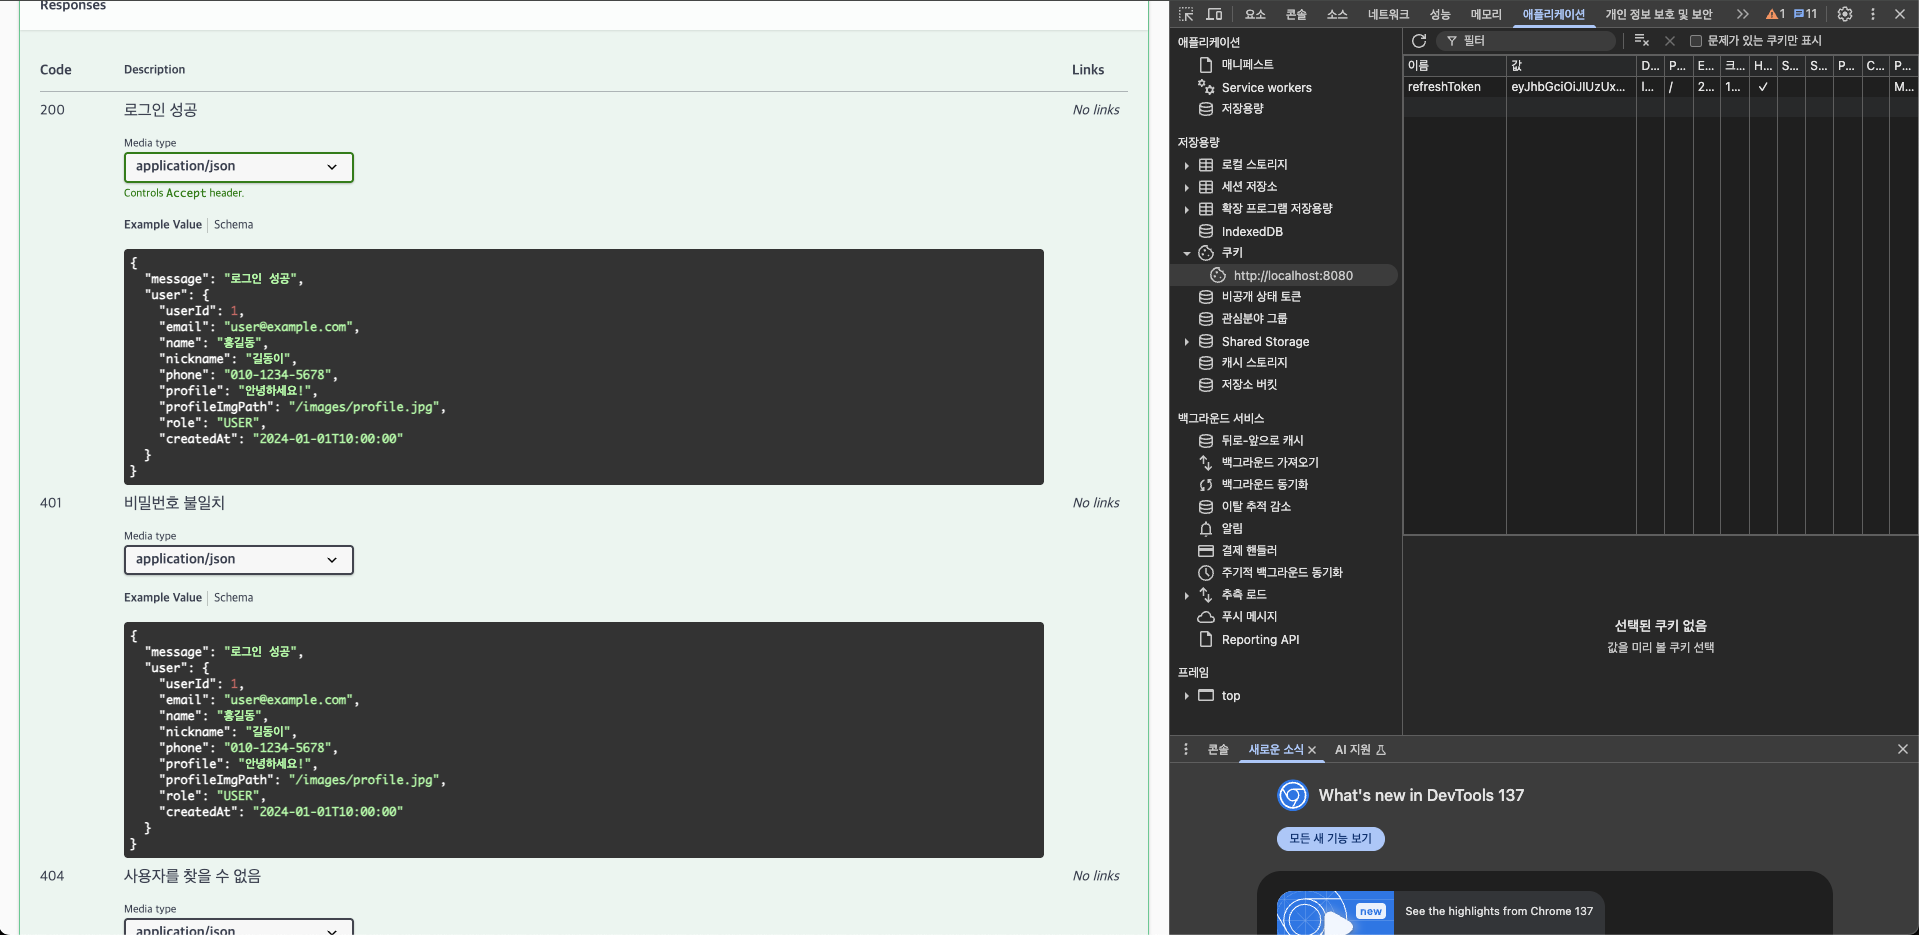 Responses
Code Description Links
200 로그인 성공 No links
Media type
application/json
Controls Accept header.
Example Value Schema
{
"message": "로그인 성공",
"user": {
"userId": 1,
"email": "user@example.com",
"name": "홍길동",
"nickname": "길동이",
"phone": "010-1234-5678",
"profile": "안녕하세요!",
"profileImgPath": "/images/profile.jpg",
"role": "USER",
"createdAt": "2024-01-01T10:00:00"
}
}
401 비밀번호 불일치 No links
Media type
application/json
Example Value Schema
{
"message": "로그인 성공",
"user": {
"userId": 1,
"email": "user@example.com",
"name": "홍길동",
"nickname": "길동이",
"phone": "010-1234-5678",
"profile": "안녕하세요!",
"profileImgPath": "/images/profile.jpg",
"role": "USER",
"createdAt": "2024-01-01T10:00:00"
}
}
404 사용자를 찾을 수 없음 No links
Media type
application/json
요소 콘솔 소스 네트워크 성능 메모리 애플리케이션 개인 정보 보호 및 보안 1 11
애플리케이션
매니페스트
Service workers
저장용량
저장용량
로컬 스토리지
세션 저장소
확장 프로그램 저장용량
IndexedDB
쿠키
http://localhost:8080
비공개 상태 토큰
관심분야 그룹
Shared Storage
캐시 스토리지
저장소 버킷
백그라운드 서비스
뒤로-앞으로 캐시
백그라운드 가져오기
백그라운드 동기화
이탈 추적 감소
알림
결제 핸들러
주기적 백그라운드 동기화
추측 로드
푸시 메시지
Reporting API
프레임
top
필터 문제가 있는 쿠키만 표시
이름 값 D... P... E... 크... H... S... S... P... C... P...
refreshToken eyJhbGciOiJIUzUx... l... / 2... 1... ✓ M...
선택된 쿠키 없음
값을 미리 볼 쿠키 선택
콘솔 새로운 소식 AI 지원
What's new in DevTools 137
모든 새 기능 보기
new See the highlights from Chrome 137